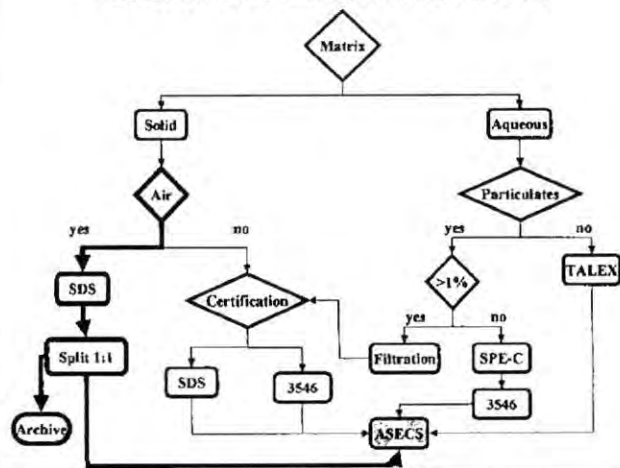 Matrix
Solid
Aqueous
Air
Particulates
yes
no
yes
no
SDS
Certification
>1%
TALEX
yes
no
Split 1:1
Filtration
SPE-C
SDS
3546
3546
Archive
ASECS